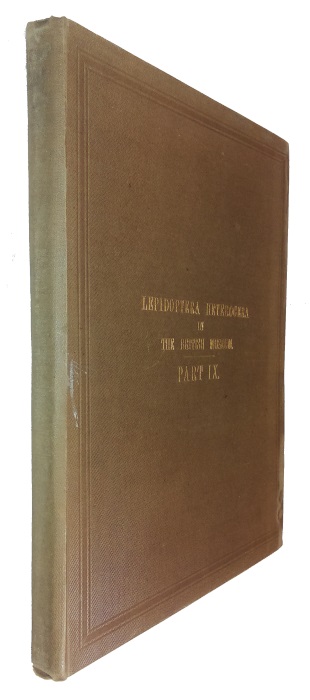 LEPIDOPTERA HETEROCERA
IN
THE BRITISH MUSEUM.
PART IX.